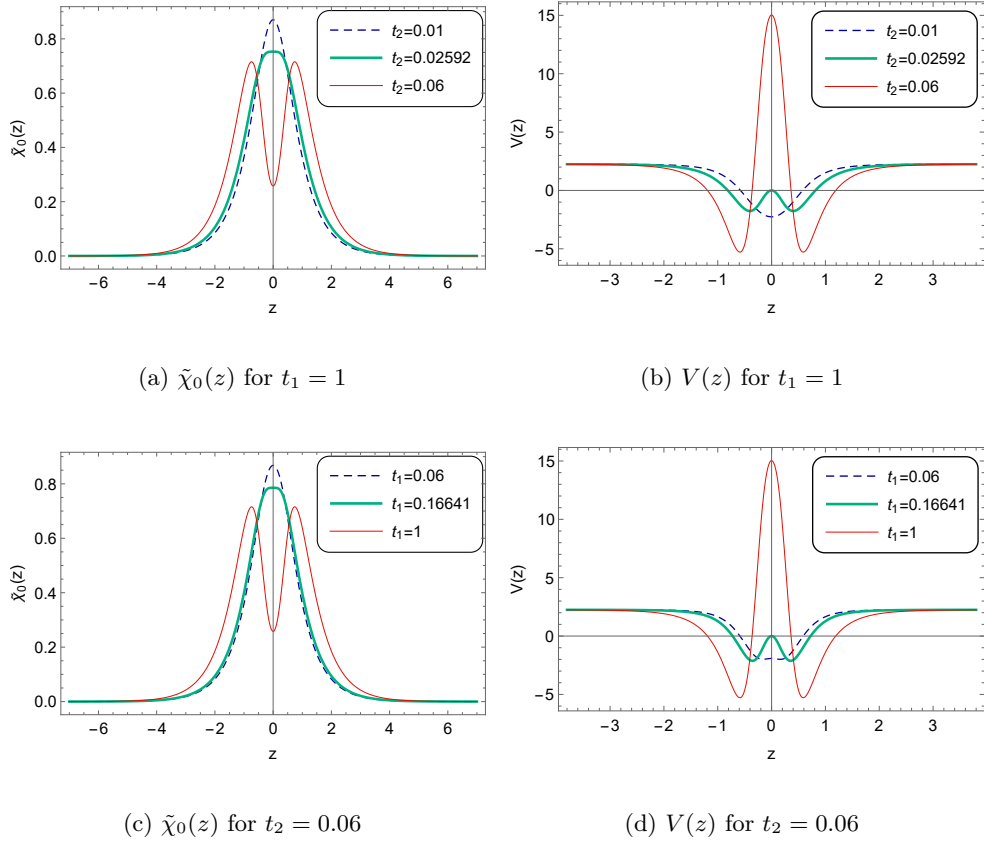 t₂=0.01
t₂=0.02592
t₂=0.06
χ̃₀(z)
0.8
0.6
0.4
0.2
0.0
−6 −4 −2 0 2 4 6
z
(a) χ̃₀(z) for t₁ = 1
t₂=0.01
t₂=0.02592
t₂=0.06
V(z)
15
10
5
0
−5
−3 −2 −1 0 1 2 3
z
(b) V(z) for t₁ = 1
t₁=0.06
t₁=0.16641
t₁=1
χ̃₀(z)
0.8
0.6
0.4
0.2
0.0
−6 −4 −2 0 2 4 6
z
(c) χ̃₀(z) for t₂ = 0.06
t₁=0.06
t₁=0.16641
t₁=1
V(z)
15
10
5
0
−5
−3 −2 −1 0 1 2 3
z
(d) V(z) for t₂ = 0.06